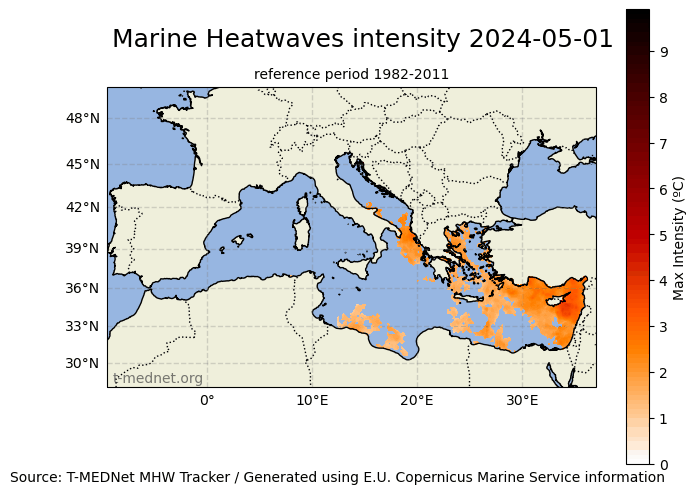 Marine Heatwaves intensity 2024-05-01
reference period 1982-2011
48°N
45°N
42°N
39°N
36°N
33°N
30°N
0°
10°E
20°E
30°E
t-mednet.org
9
8
7
6
5
4
3
2
1
0
Max Intensity (ºC)
Source: T-MEDNet MHW Tracker / Generated using E.U. Copernicus Marine Service information